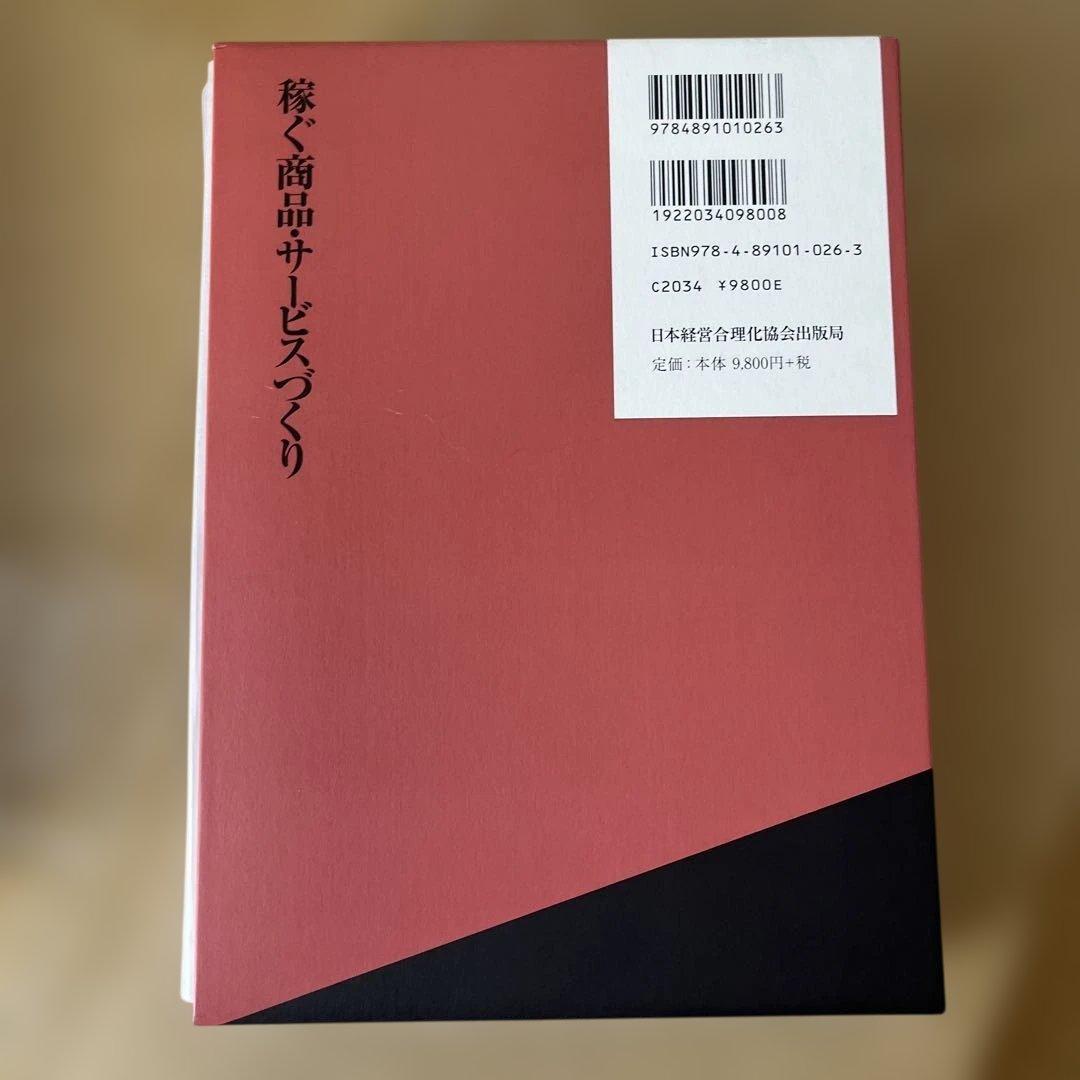 稼ぐ商品・サービスづくり
9784891010263
1922034098008
ISBN978-4-89101-026-3
C2034 ¥9800E
日本経営合理化協会出版局
定価：本体 9,800円+税